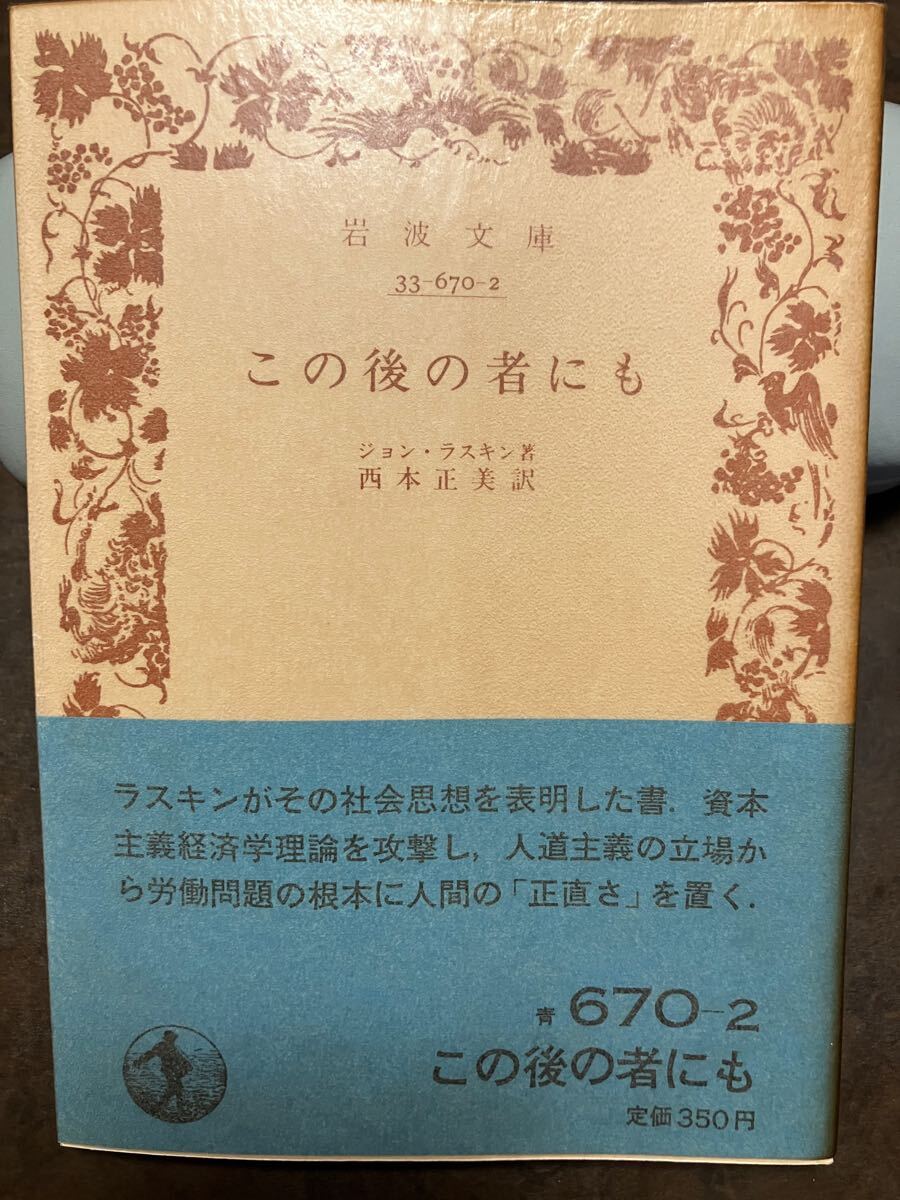 岩波文庫
33-670-2
この後の者にも
ジョン・ラスキン著
西本正美訳
ラスキンがその社会思想を表明した書. 資本
主義経済学理論を攻撃し, 人道主義の立場か
ら労働問題の根本に人間の「正直さ」を置く.
青 670-2
この後の者にも
定価350円